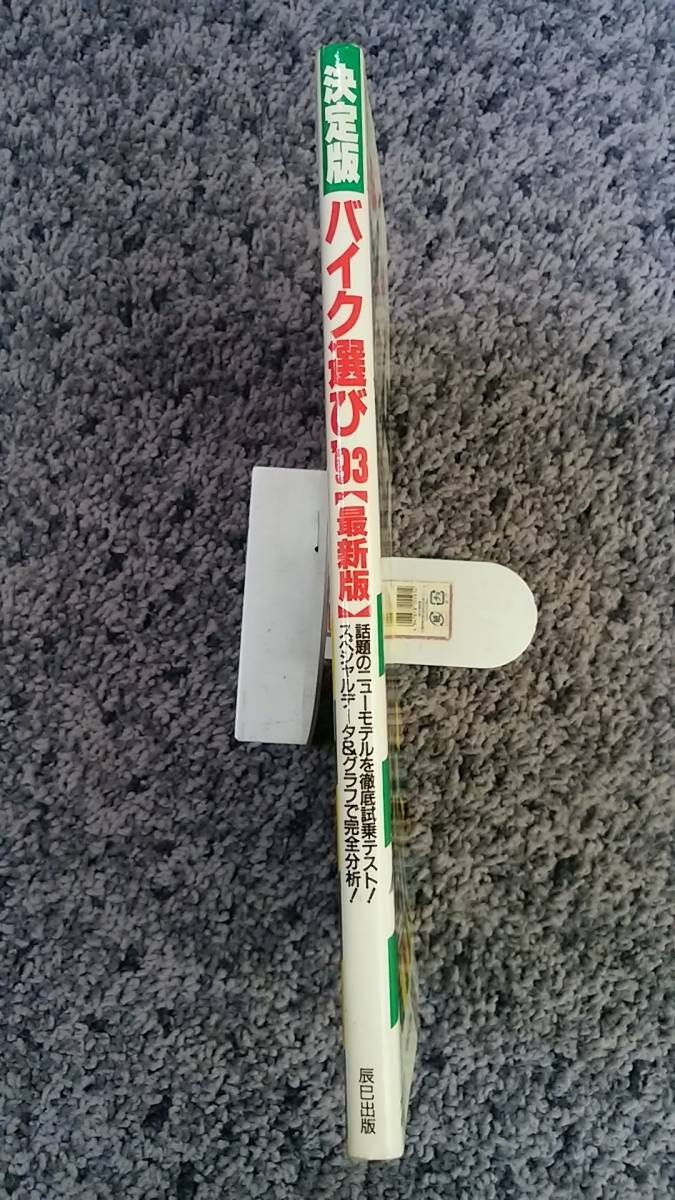 決定版
バイク選び'93【最新版】
話題のニューモデルを徹底試乗テスト!
スペシャルデータ&グラフで完全分析!
辰巳出版